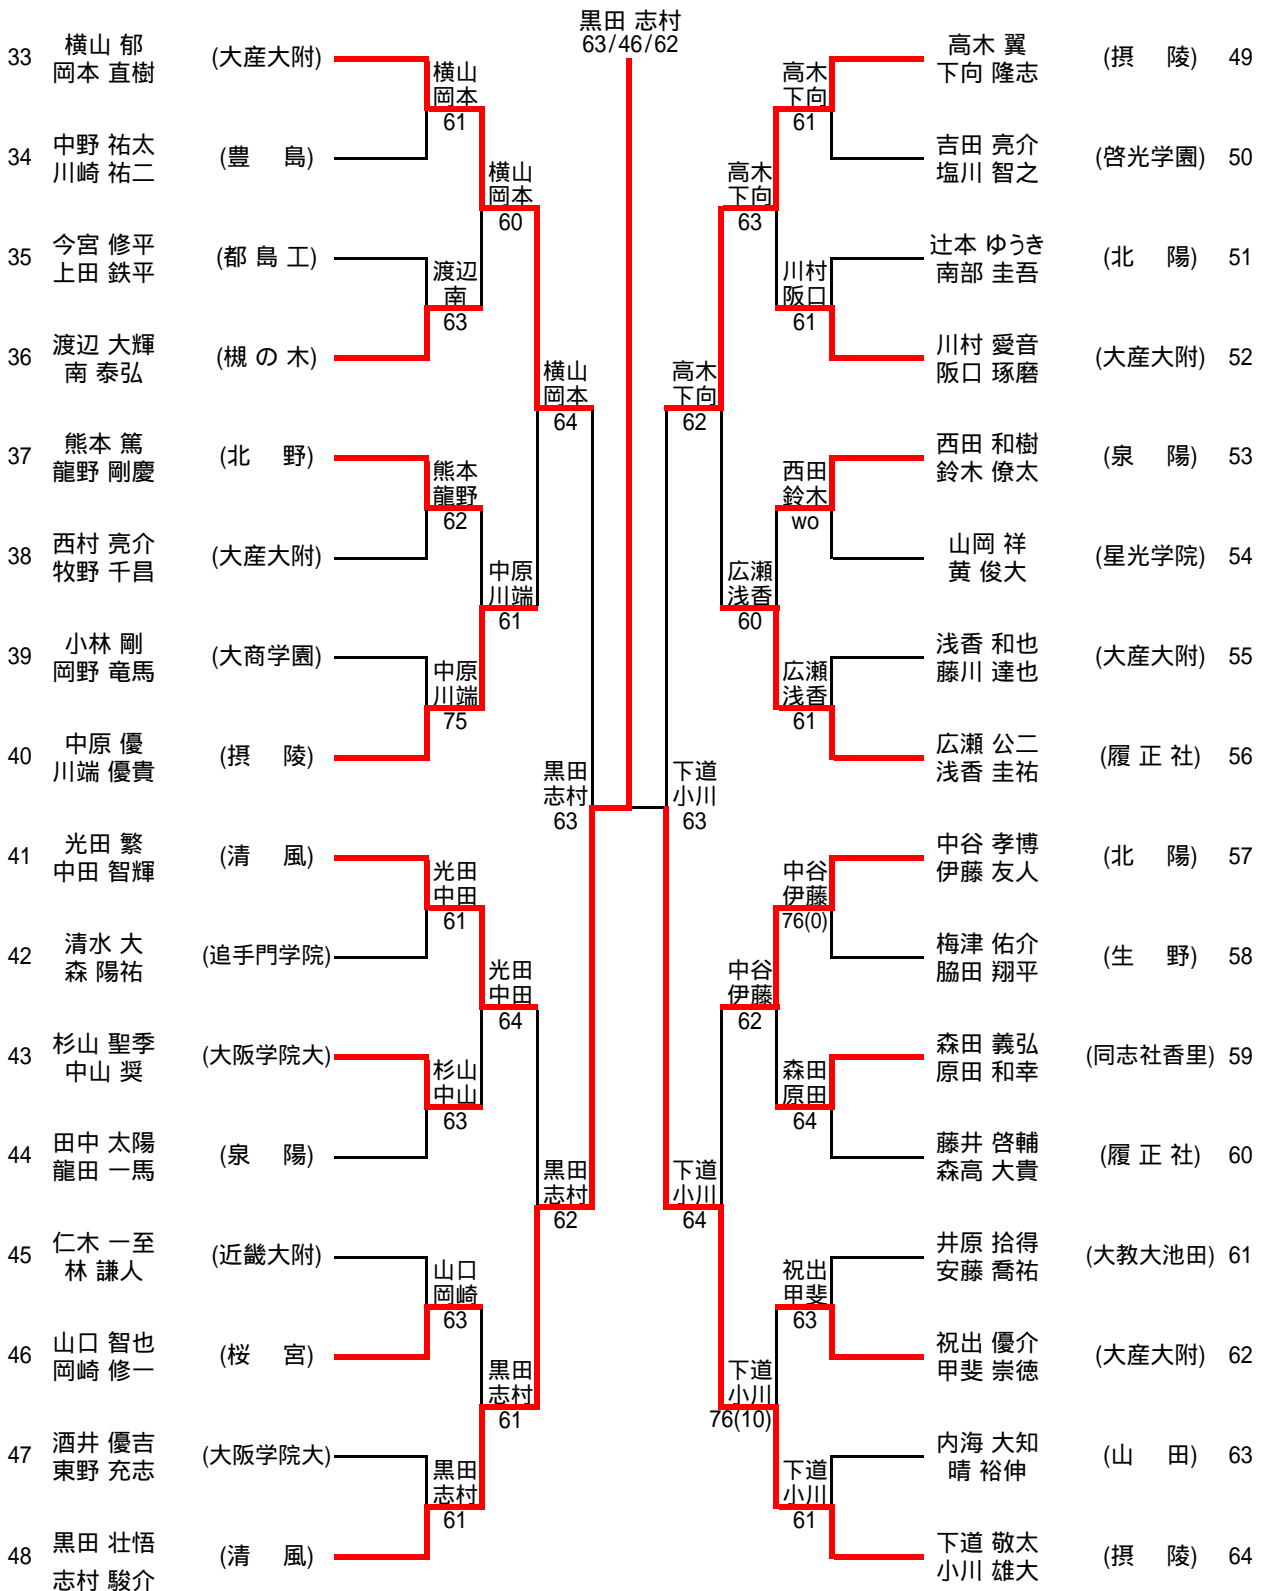 黒田 志村
63/46/62
33 横山 郁 (大産大附)
岡本 直樹
34 中野 祐太 (豊 島)
川崎 祐二
35 今宮 修平 (都 島 工)
上田 鉄平
36 渡辺 大輝 (槻 の 木)
南 泰弘
37 熊本 篤 (北 野)
龍野 剛慶
38 西村 亮介 (大産大附)
牧野 千昌
39 小林 剛 (大商学園)
岡野 竜馬
40 中原 優 (摂 陵)
川端 優貴
41 光田 繁 (清 風)
中田 智輝
42 清水 大 (追手門学院)
森 陽祐
43 杉山 聖季 (大阪学院大)
中山 奨
44 田中 太陽 (泉 陽)
龍田 一馬
45 仁木 一至 (近畿大附)
林 謙人
46 山口 智也 (桜 宮)
岡崎 修一
47 酒井 優吉 (大阪学院大)
東野 充志
48 黒田 壮悟 (清 風)
志村 駿介
横山
岡本
61
渡辺
南
63
熊本
龍野
62
中原
川端
75
光田
中田
61
杉山
中山
63
山口
岡崎
63
黒田
志村
61
横山
岡本
60
中原
川端
61
光田
中田
64
黒田
志村
61
横山
岡本
64
黒田
志村
62
黒田
志村
63
下道
小川
63
高木
下向
62
下道
小川
64
高木
下向
63
広瀬
浅香
60
中谷
伊藤
62
下道
小川
76(10)
高木
下向
61
川村
阪口
61
西田
鈴木
wo
広瀬
浅香
61
中谷
伊藤
76(0)
森田
原田
64
祝出
甲斐
63
下道
小川
61
高木 翼 (摂 陵) 49
下向 隆志
吉田 亮介 (啓光学園) 50
塩川 智之
辻本 ゆうき (北 陽) 51
南部 圭吾
川村 愛音 (大産大附) 52
阪口 琢磨
西田 和樹 (泉 陽) 53
鈴木 僚太
山岡 祥 (星光学院) 54
黄 俊大
浅香 和也 (大産大附) 55
藤川 達也
広瀬 公二 (履 正 社) 56
浅香 圭祐
中谷 孝博 (北 陽) 57
伊藤 友人
梅津 佑介 (生 野) 58
脇田 翔平
森田 義弘 (同志社香里) 59
原田 和幸
藤井 啓輔 (履 正 社) 60
森高 大貴
井原 拾得 (大教大池田) 61
安藤 喬祐
祝出 優介 (大産大附) 62
甲斐 崇徳
内海 大知 (山 田) 63
晴 裕伸
下道 敬太 (摂 陵) 64
小川 雄大